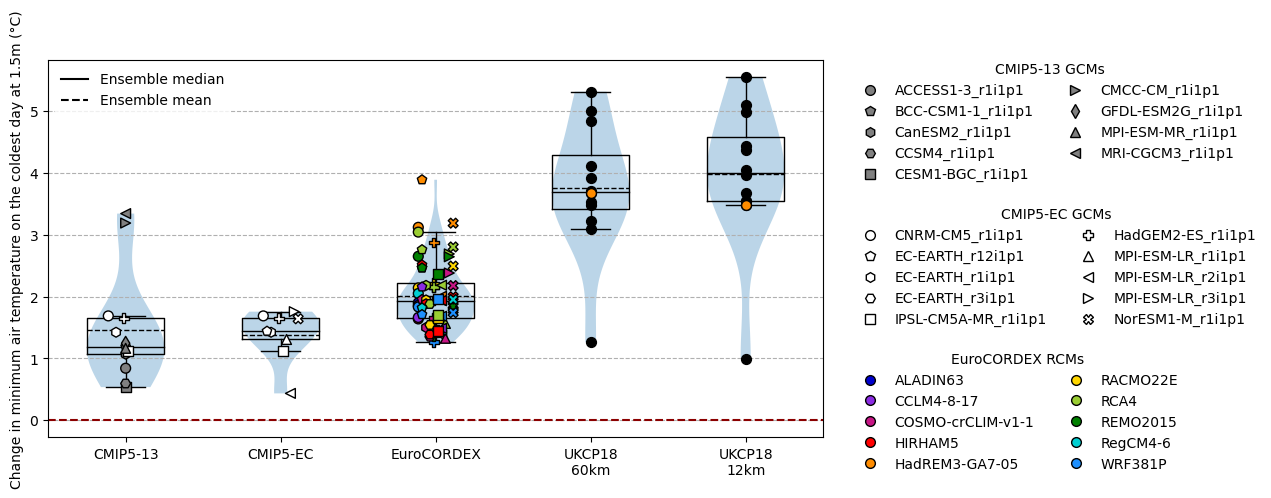 Change in minimum air temperature on the coldest day at 1.5m (°C)
Ensemble median
Ensemble mean
5
4
3
2
1
0
CMIP5-13
CMIP5-EC
EuroCORDEX
UKCP18
60km
UKCP18
12km
CMIP5-13 GCMs
ACCESS1-3_r1i1p1
BCC-CSM1-1_r1i1p1
CanESM2_r1i1p1
CCSM4_r1i1p1
CESM1-BGC_r1i1p1
CMCC-CM_r1i1p1
GFDL-ESM2G_r1i1p1
MPI-ESM-MR_r1i1p1
MRI-CGCM3_r1i1p1
CMIP5-EC GCMs
CNRM-CM5_r1i1p1
EC-EARTH_r12i1p1
EC-EARTH_r1i1p1
EC-EARTH_r3i1p1
IPSL-CM5A-MR_r1i1p1
HadGEM2-ES_r1i1p1
MPI-ESM-LR_r1i1p1
MPI-ESM-LR_r2i1p1
MPI-ESM-LR_r3i1p1
NorESM1-M_r1i1p1
EuroCORDEX RCMs
ALADIN63
CCLM4-8-17
COSMO-crCLIM-v1-1
HIRHAM5
HadREM3-GA7-05
RACMO22E
RCA4
REMO2015
RegCM4-6
WRF381P